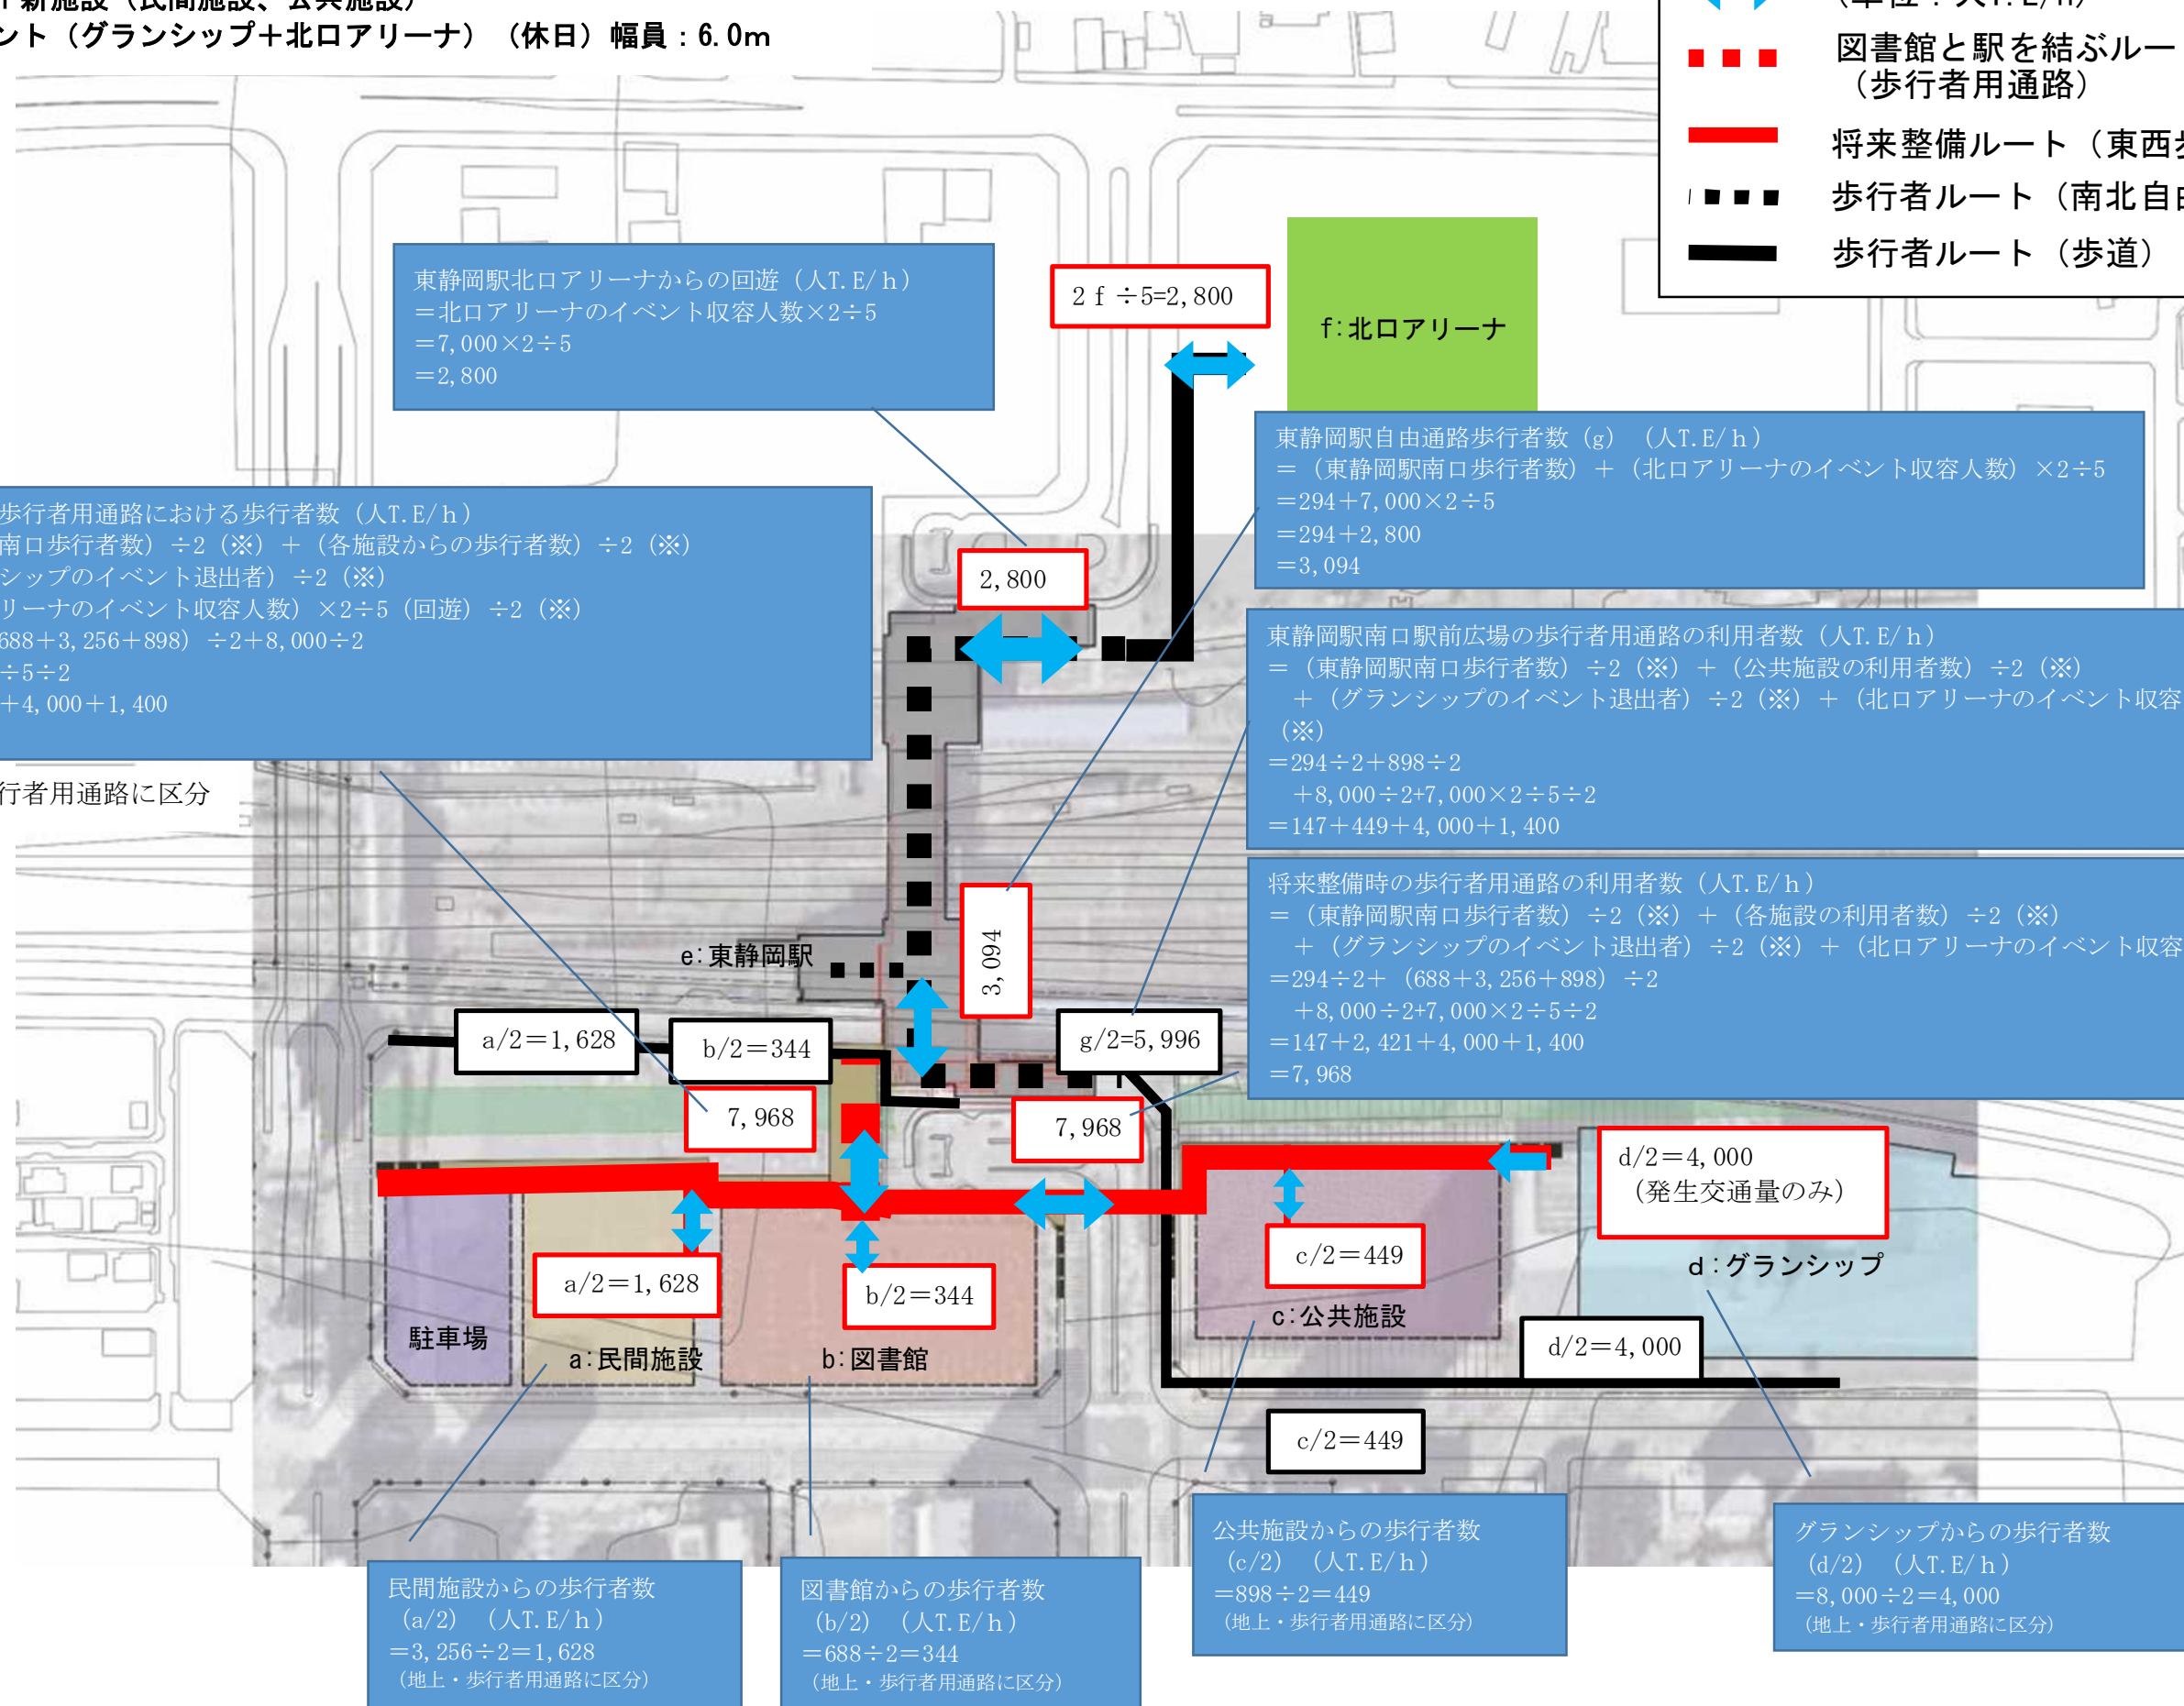 新施設（民間施設、公共施設）
ント（グランシップ＋北口アリーナ）（休日）幅員：6.0m
（単位：人T.E/h）
図書館と駅を結ぶルー
（歩行者用通路）
将来整備ルート（東西
歩行者ルート（南北自
歩行者ルート（歩道）
東静岡駅北口アリーナからの回遊（人T.E/h）
＝北口アリーナのイベント収容人数×2÷5
＝7,000×2÷5
＝2,800
2f÷5=2,800
f:北口アリーナ
東静岡駅自由通路歩行者数（g）（人T.E/h）
＝（東静岡駅南口歩行者数）＋（北口アリーナのイベント収容人数）×2÷5
＝294＋7,000×2÷5
＝294＋2,800
＝3,094
歩行者用通路における歩行者数（人T.E/h）
南口歩行者数）÷2（※）＋（各施設からの歩行者数）÷2（※）
シップのイベント退出者）÷2（※）
リーナのイベント収容人数）×2÷5（回遊）÷2（※）
688＋3,256＋898）÷2＋8,000÷2
÷5÷2
＋4,000＋1,400
行者用通路に区分
2,800
東静岡駅南口駅前広場の歩行者用通路の利用者数（人T.E/h）
＝（東静岡駅南口歩行者数）÷2（※）＋（公共施設の利用者数）÷2（※）
＋（グランシップのイベント退出者）÷2（※）＋（北口アリーナのイベント収容
（※）
＝294÷2＋898÷2
＋8,000÷2+7,000×2÷5÷2
＝147＋449＋4,000＋1,400
将来整備時の歩行者用通路の利用者数（人T.E/h）
＝（東静岡駅南口歩行者数）÷2（※）＋（各施設の利用者数）÷2（※）
＋（グランシップのイベント退出者）÷2（※）＋（北口アリーナのイベント収容
＝294÷2＋（688＋3,256＋898）÷2
＋8,000÷2+7,000×2÷5÷2
＝147＋2,421＋4,000＋1,400
＝7,968
3,094
e:東静岡駅
a/2＝1,628
b/2＝344
g/2=5,996
7,968
7,968
d/2＝4,000
（発生交通量のみ）
a/2＝1,628
b/2＝344
c/2＝449
d：グランシップ
駐車場
a:民間施設
b:図書館
c:公共施設
d/2＝4,000
c/2＝449
民間施設からの歩行者数
（a/2）（人T.E/h）
＝3,256÷2＝1,628
（地上・歩行者用通路に区分）
図書館からの歩行者数
（b/2）（人T.E/h）
＝688÷2＝344
（地上・歩行者用通路に区分）
公共施設からの歩行者数
（c/2）（人T.E/h）
＝898÷2＝449
（地上・歩行者用通路に区分）
グランシップからの歩行者数
（d/2）（人T.E/h）
＝8,000÷2＝4,000
（地上・歩行者用通路に区分）